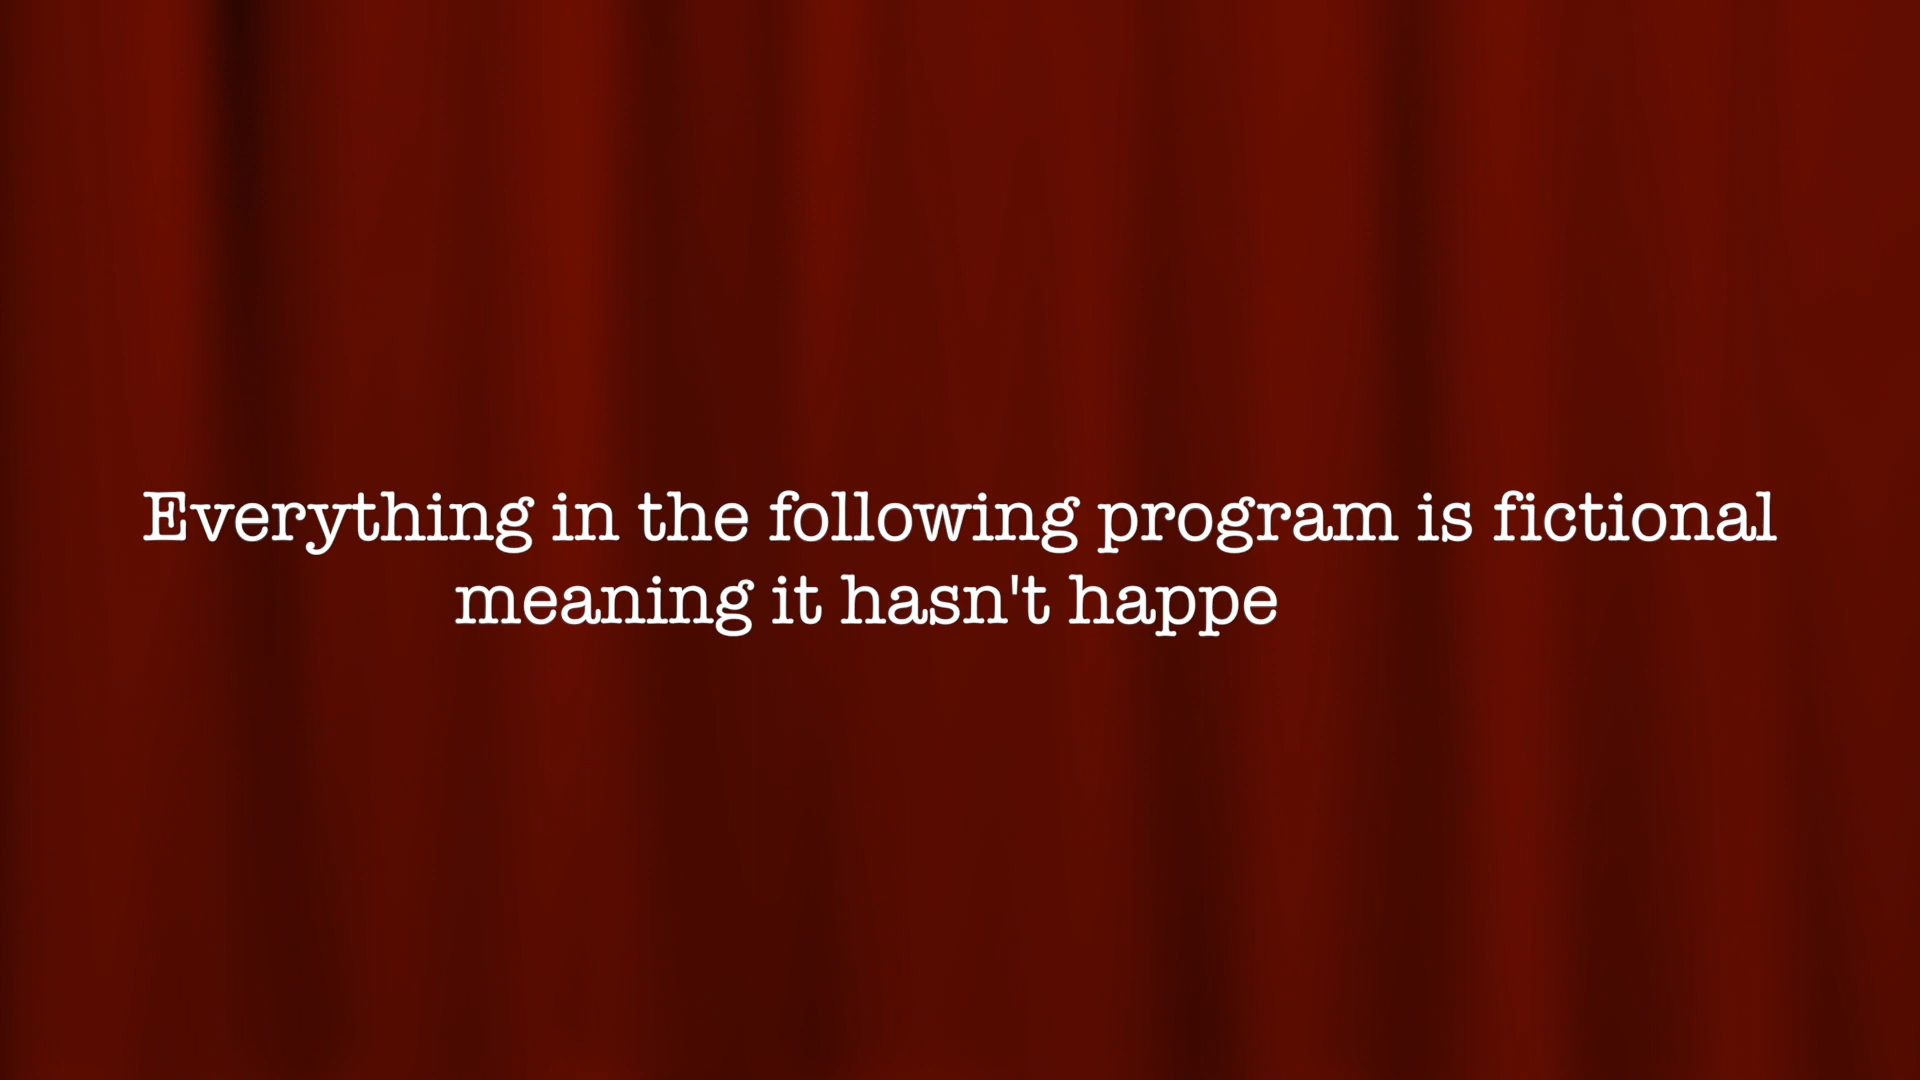 Everything in the following program is fictional
meaning it hasn't happe